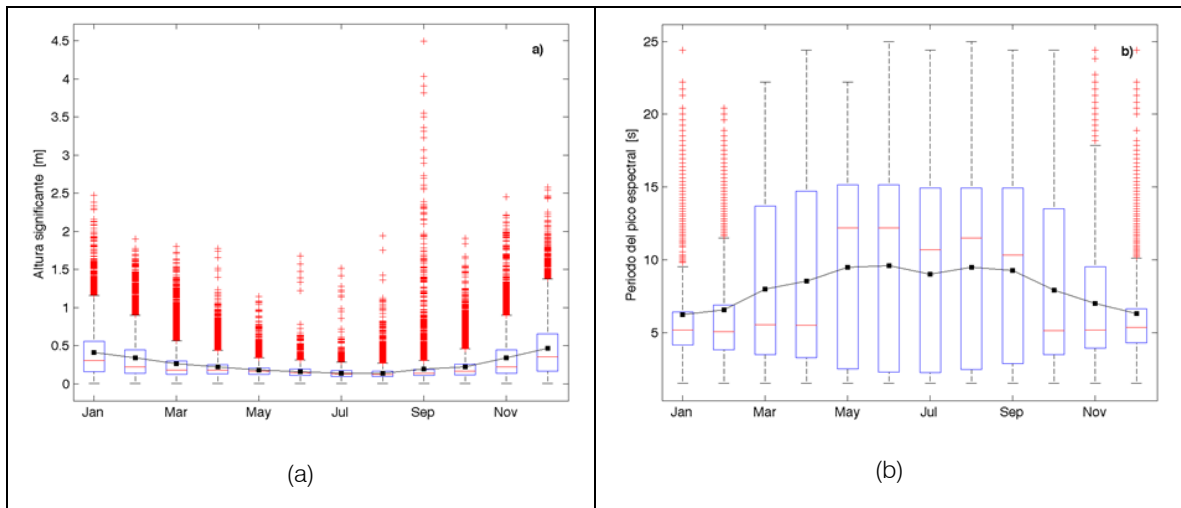 a)
Altura significante [m]
4.5
4
3.5
3
2.5
2
1.5
1
0.5
0
Jan Mar May Jul Sep Nov
(a)
b)
Periodo del pico espectral [s]
25
20
15
10
5
Jan Mar May Jul Sep Nov
(b)